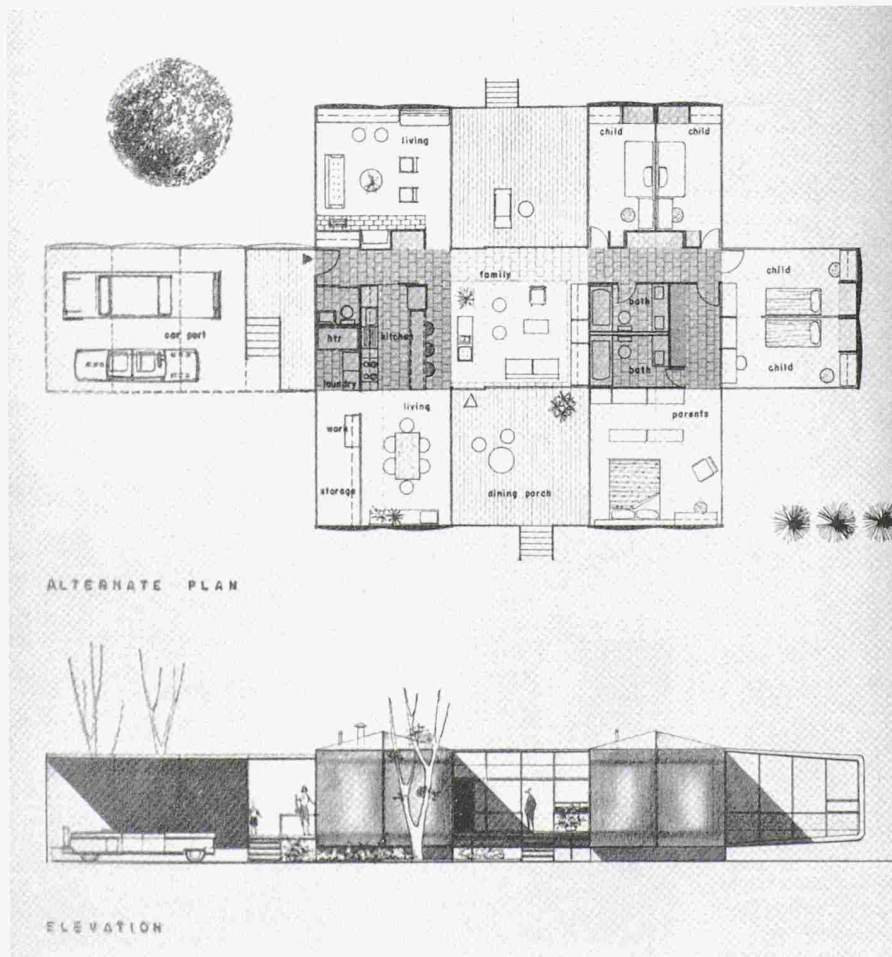 living
child child
family
child
car port
bath
htr
kitchen
laundry
bath
child
living
parents
work
storage
dining porch
ALTERNATE PLAN
ELEVATION